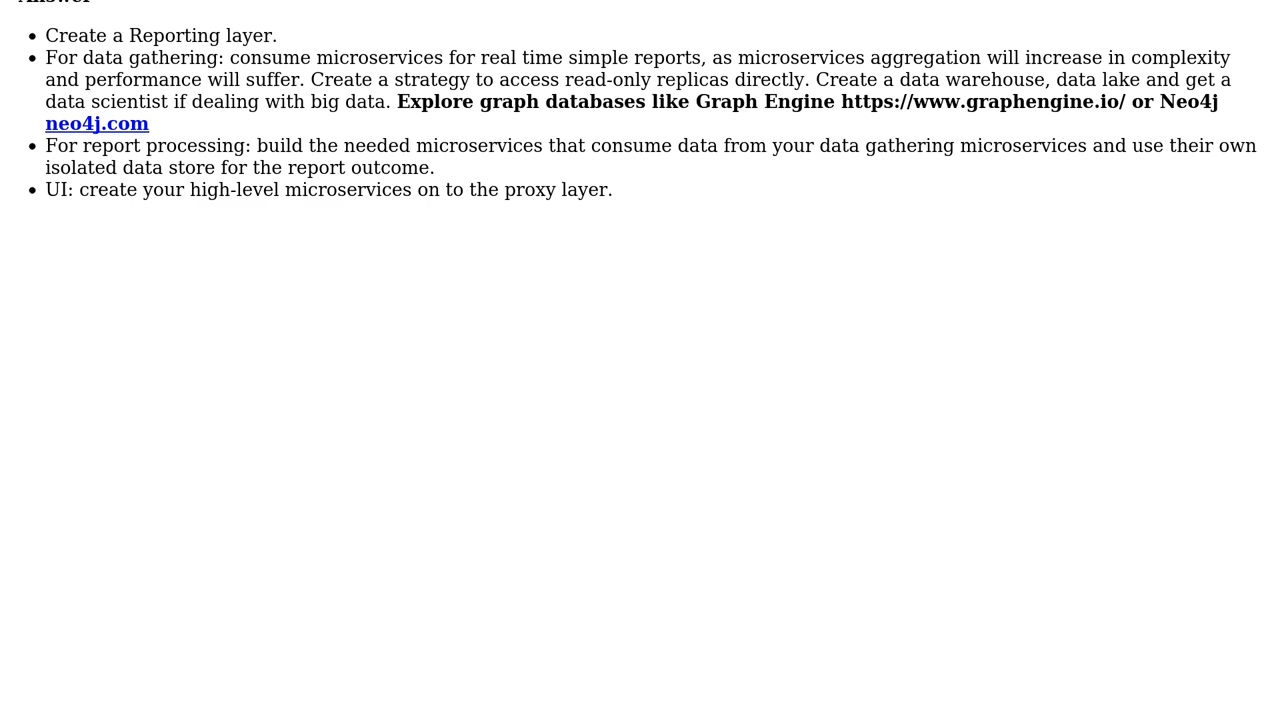 Answer
• Create a Reporting layer.
• For data gathering: consume microservices for real time simple reports, as microservices aggregation will increase in complexity
and performance will suffer. Create a strategy to access read-only replicas directly. Create a data warehouse, data lake and get a
data scientist if dealing with big data. Explore graph databases like Graph Engine https://www.graphengine.io/ or Neo4j
neo4j.com
• For report processing: build the needed microservices that consume data from your data gathering microservices and use their own
isolated data store for the report outcome.
• UI: create your high-level microservices on to the proxy layer.